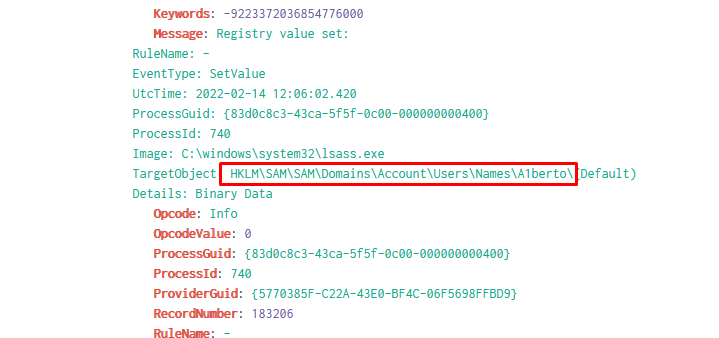 Keywords: -9223372036854776000
Message: Registry value set:
RuleName: -
EventType: SetValue
UtcTime: 2022-02-14 12:06:02.420
ProcessGuid: {83d0c8c3-43ca-5f5f-0c00-000000000400}
ProcessId: 740
Image: C:\windows\system32\lsass.exe
TargetObject HKLM\SAM\SAM\Domains\Account\Users\Names\A1berto\(Default)
Details: Binary Data
Opcode: Info
OpcodeValue: 0
ProcessGuid: {83d0c8c3-43ca-5f5f-0c00-000000000400}
ProcessId: 740
ProviderGuid: {5770385F-C22A-43E0-BF4C-06F5698FFBD9}
RecordNumber: 183206
RuleName: -